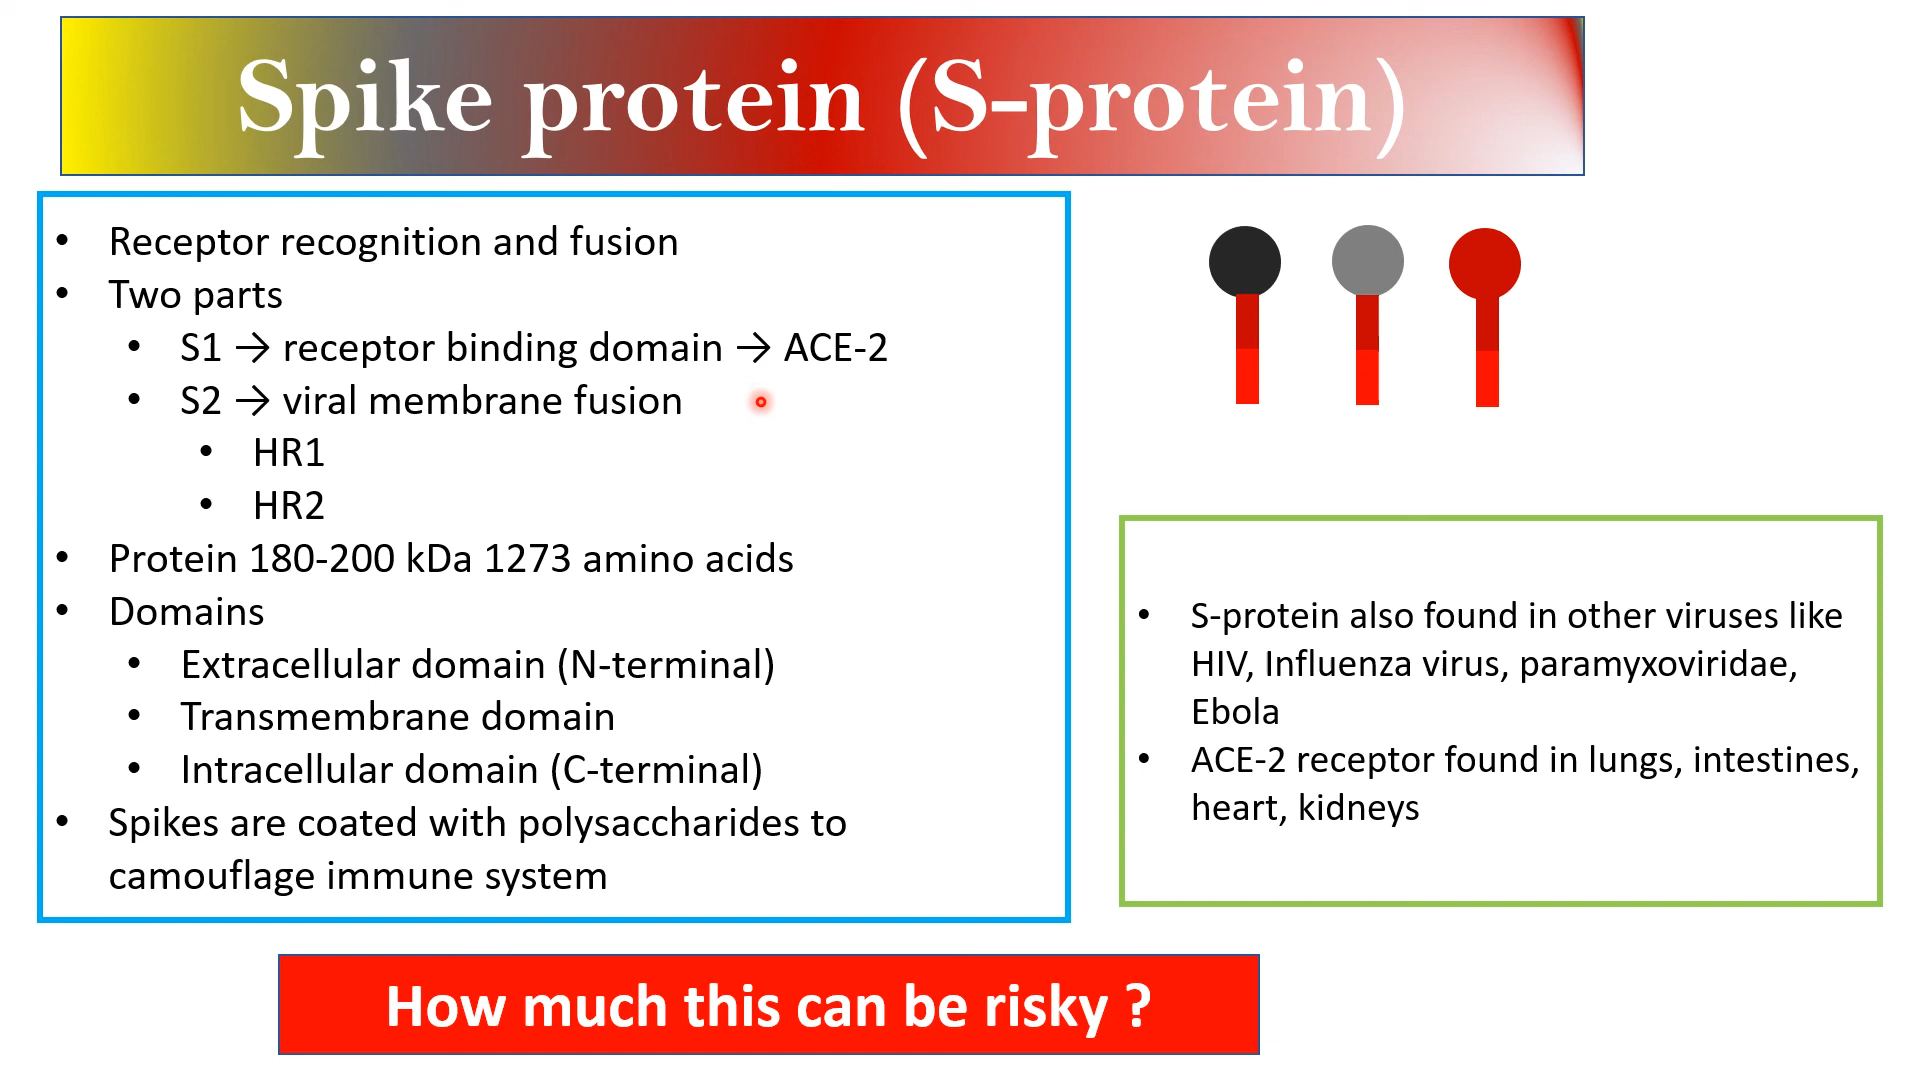 Spike protein (S-protein)
• Receptor recognition and fusion
• Two parts
• S1 → receptor binding domain → ACE-2
• S2 → viral membrane fusion
• HR1
• HR2
• Protein 180-200 kDa 1273 amino acids
• Domains
• Extracellular domain (N-terminal)
• Transmembrane domain
• Intracellular domain (C-terminal)
• Spikes are coated with polysaccharides to
camouflage immune system
• S-protein also found in other viruses like
HIV, Influenza virus, paramyxoviridae,
Ebola
• ACE-2 receptor found in lungs, intestines,
heart, kidneys
How much this can be risky ?